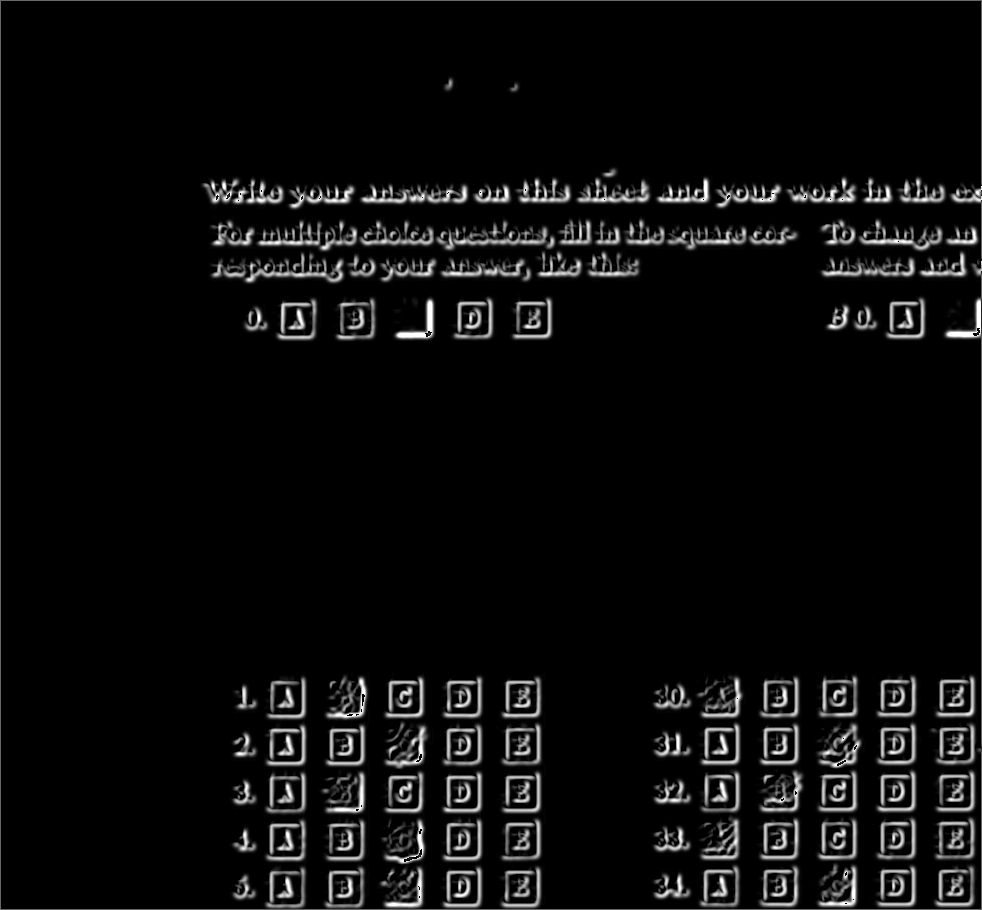 Write your answers on this sheet and your work in the ex
For multiple choice questions, fill in the square cor- To change an
responding to your answer, like this: answers and w
0. A B D E B 0. A
1. A C D E 30. A B C D E
2. A B D E 31. A B C D E
3. A B C D E 32. A B C D E
4. A B C D E 33. B C D E
5. A B C D E 34. A B C D E